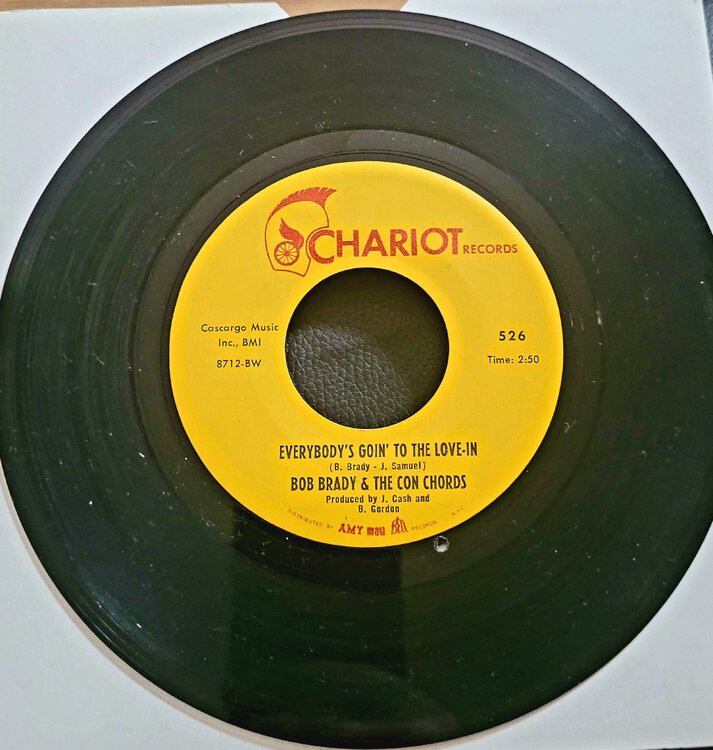 CHARIOT RECORDS
Cascargo Music
Inc., BMI
8712-BW
526
Time: 2:50
EVERYBODY'S GOIN' TO THE LOVE-IN
(B. Brady - J. Samuel)
BOB BRADY & THE CON CHORDS
Produced by J. Cash and
B. Gordon
DISTRIBUTED BY AMY mala BELL RECORDS, N.Y.C.